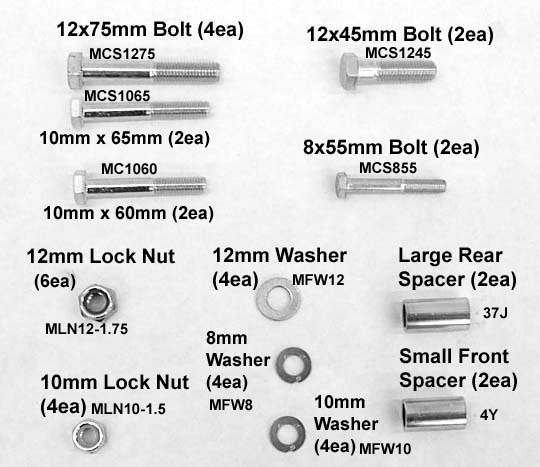 12x75mm Bolt (4ea)
MCS1275
MCS1065
10mm x 65mm (2ea)
MC1060
10mm x 60mm (2ea)
12x45mm Bolt (2ea)
MCS1245
8x55mm Bolt (2ea)
MCS855
12mm Lock Nut
(6ea)
MLN12-1.75
10mm Lock Nut
(4ea) MLN10-1.5
12mm Washer
(4ea) MFW12
8mm
Washer
(4ea)
MFW8
10mm
Washer
(4ea) MFW10
Large Rear
Spacer (2ea)
37J
Small Front
Spacer (2ea)
4Y